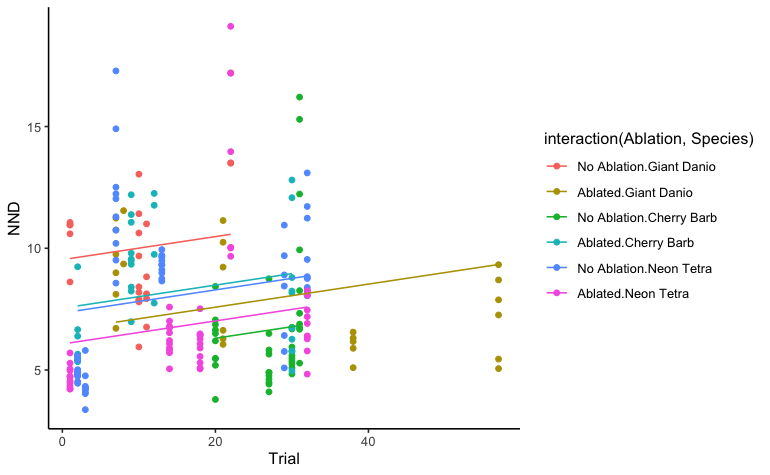 15
10
5
NND
0
20
40
Trial
interaction(Ablation, Species)
No Ablation.Giant Danio
Ablated.Giant Danio
No Ablation.Cherry Barb
Ablated.Cherry Barb
No Ablation.Neon Tetra
Ablated.Neon Tetra